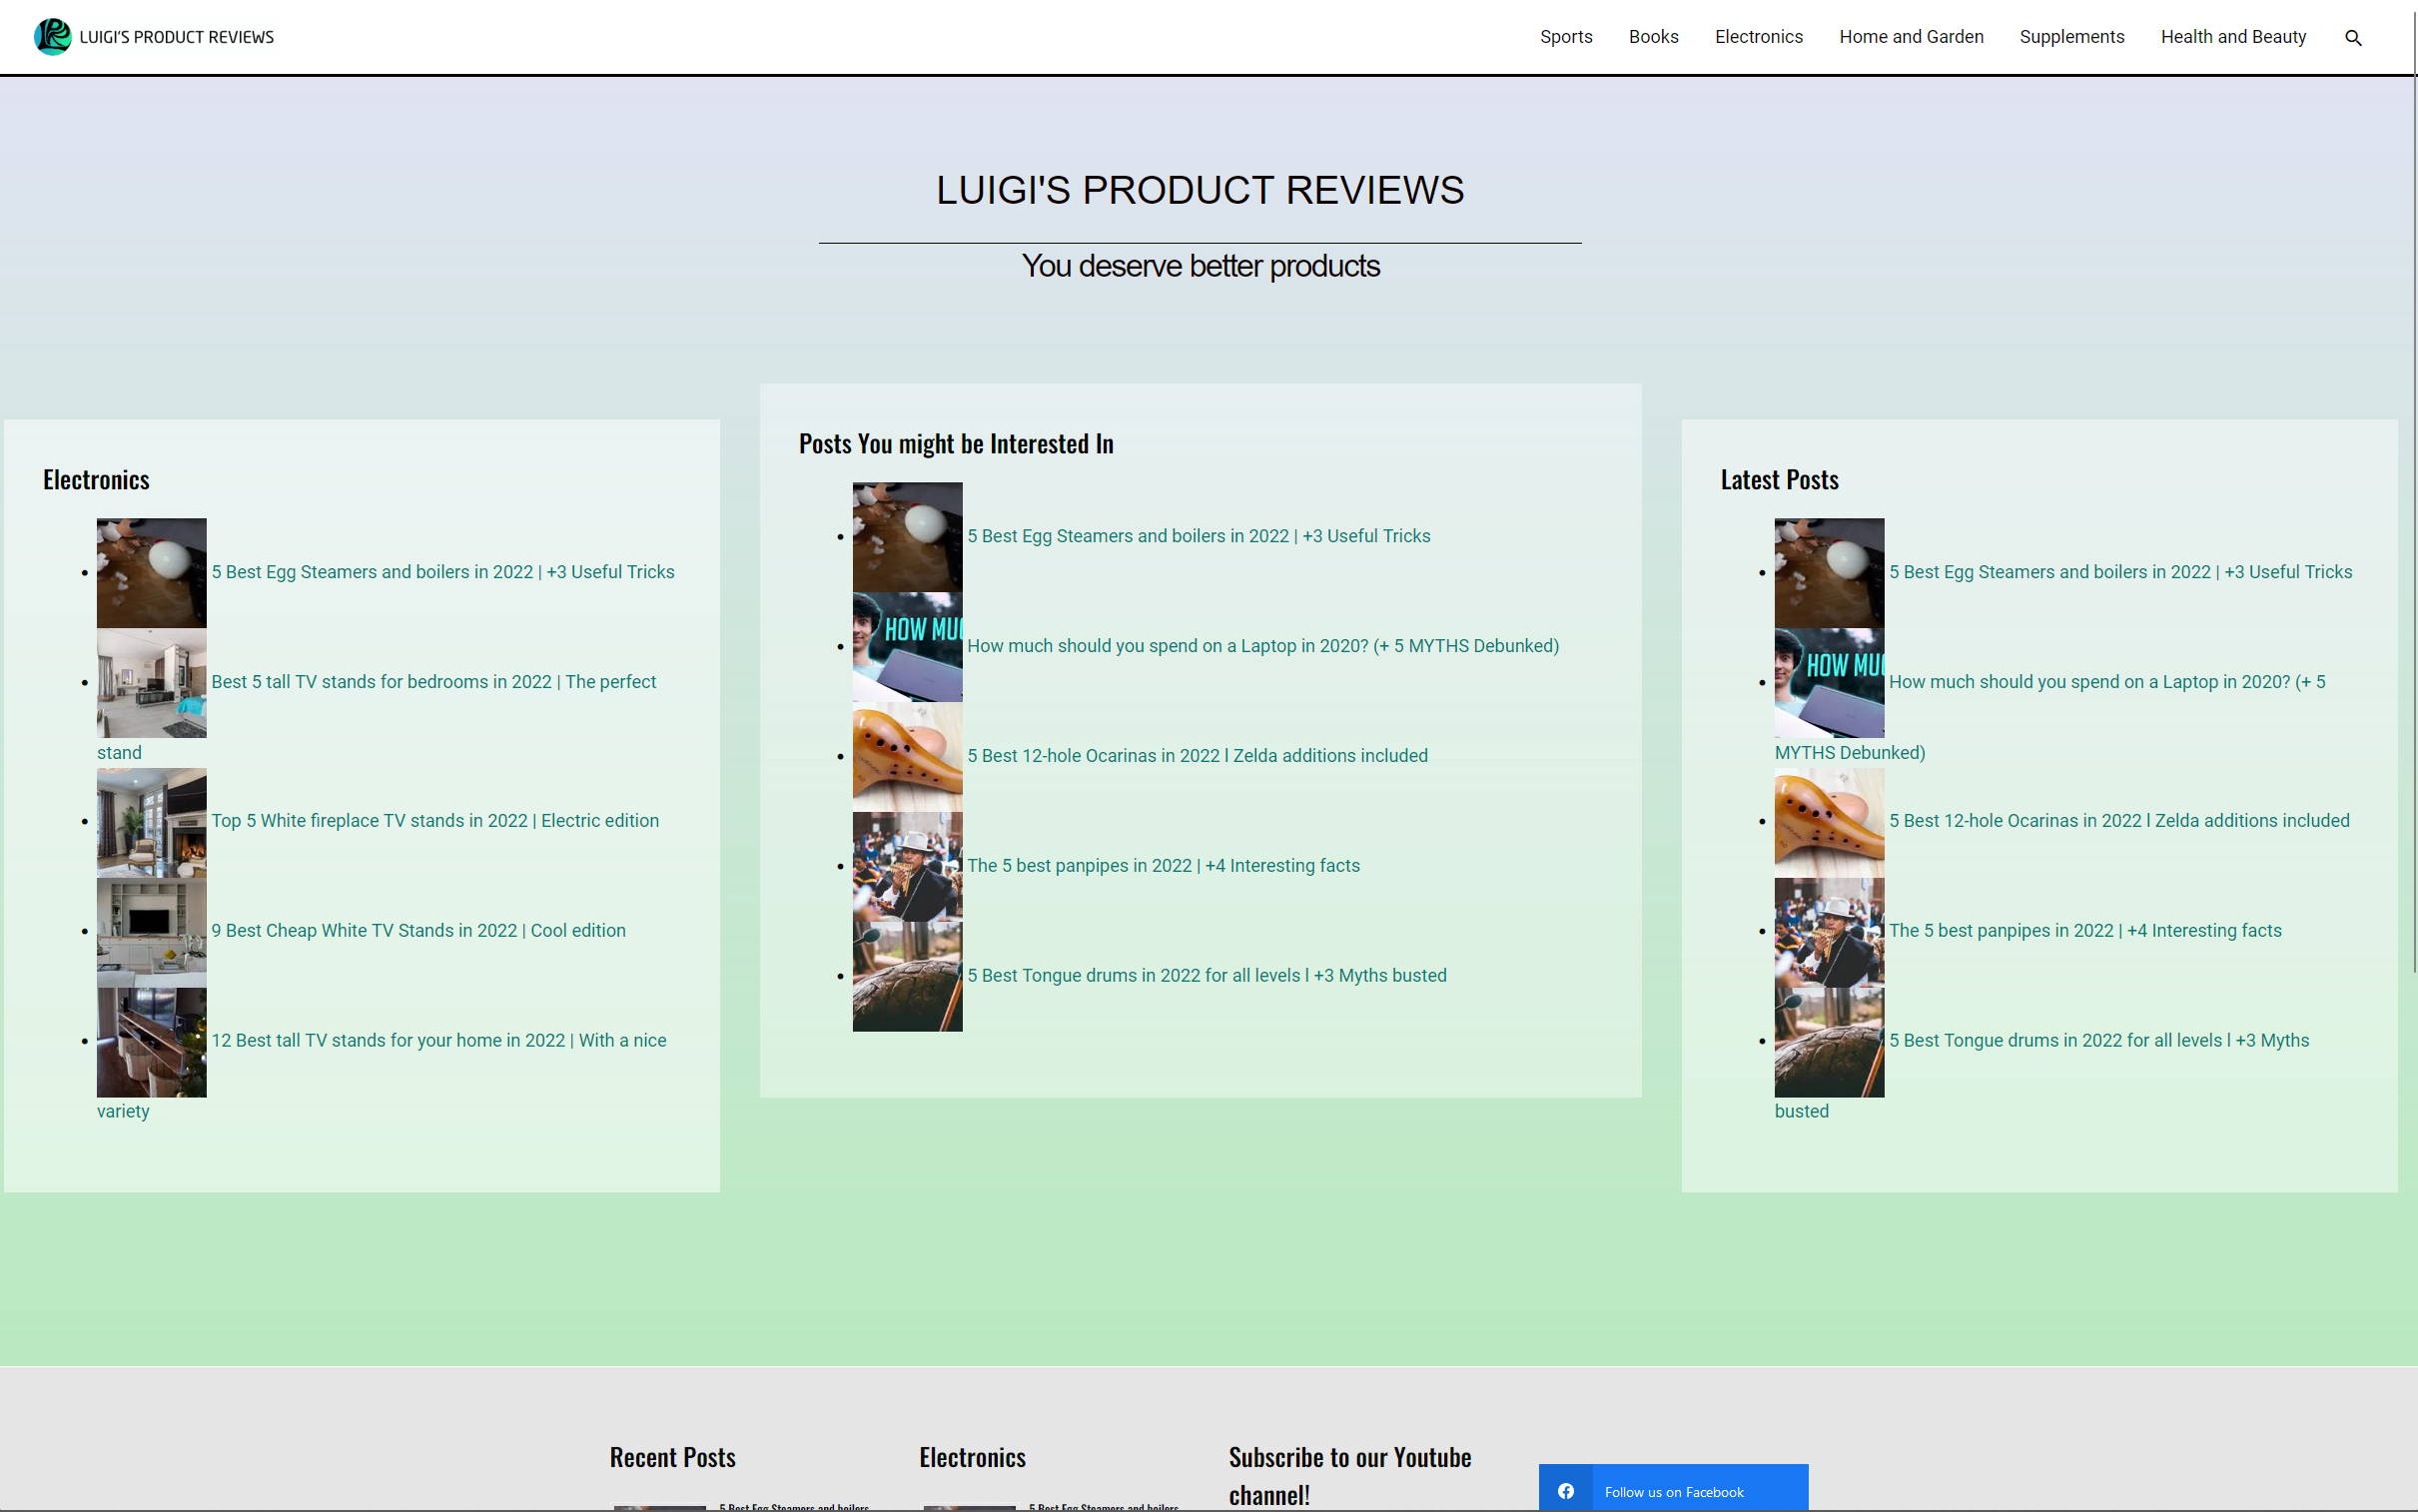 LUIGI'S PRODUCT REVIEWS
Sports
Books
Electronics
Home and Garden
Supplements
Health and Beauty
LUIGI'S PRODUCT REVIEWS
You deserve better products
Electronics
5 Best Egg Steamers and boilers in 2022 | +3 Useful Tricks
Best 5 tall TV stands for bedrooms in 2022 | The perfect
stand
Top 5 White fireplace TV stands in 2022 | Electric edition
9 Best Cheap White TV Stands in 2022 | Cool edition
12 Best tall TV stands for your home in 2022 | With a nice
variety
Posts You might be Interested In
5 Best Egg Steamers and boilers in 2022 | +3 Useful Tricks
HOW MUC
How much should you spend on a Laptop in 2020? (+ 5 MYTHS Debunked)
5 Best 12-hole Ocarinas in 2022 l Zelda additions included
The 5 best panpipes in 2022 | +4 Interesting facts
5 Best Tongue drums in 2022 for all levels l +3 Myths busted
Latest Posts
5 Best Egg Steamers and boilers in 2022 | +3 Useful Tricks
HOW MUC
How much should you spend on a Laptop in 2020? (+ 5
MYTHS Debunked)
5 Best 12-hole Ocarinas in 2022 l Zelda additions included
The 5 best panpipes in 2022 | +4 Interesting facts
5 Best Tongue drums in 2022 for all levels l +3 Myths
busted
Recent Posts
5 Best Egg Steamers and boilers
Electronics
5 Best Egg Steamers and boilers
Subscribe to our Youtube
channel!
Follow us on Facebook